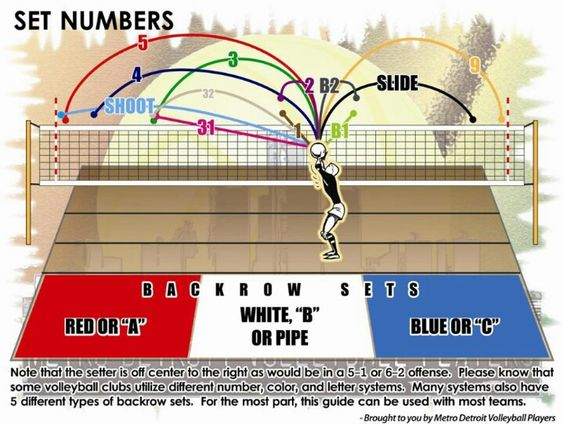 SET NUMBERS
5
3
9
4
2 B2
SLIDE
32
SHOOT
31
1
B1
BACKROW SETS
RED OR "A"
WHITE, "B"
OR PIPE
BLUE OR "C"
Note that the setter is off center to the right as would be in a 5-1 or 6-2 offense. Please know that
some volleyball clubs utilize different number, color, and letter systems. Many systems also have
5 different types of backrow sets. For the most part, this guide can be used with most teams.
- Brought to you by Metro Detroit Volleyball Players